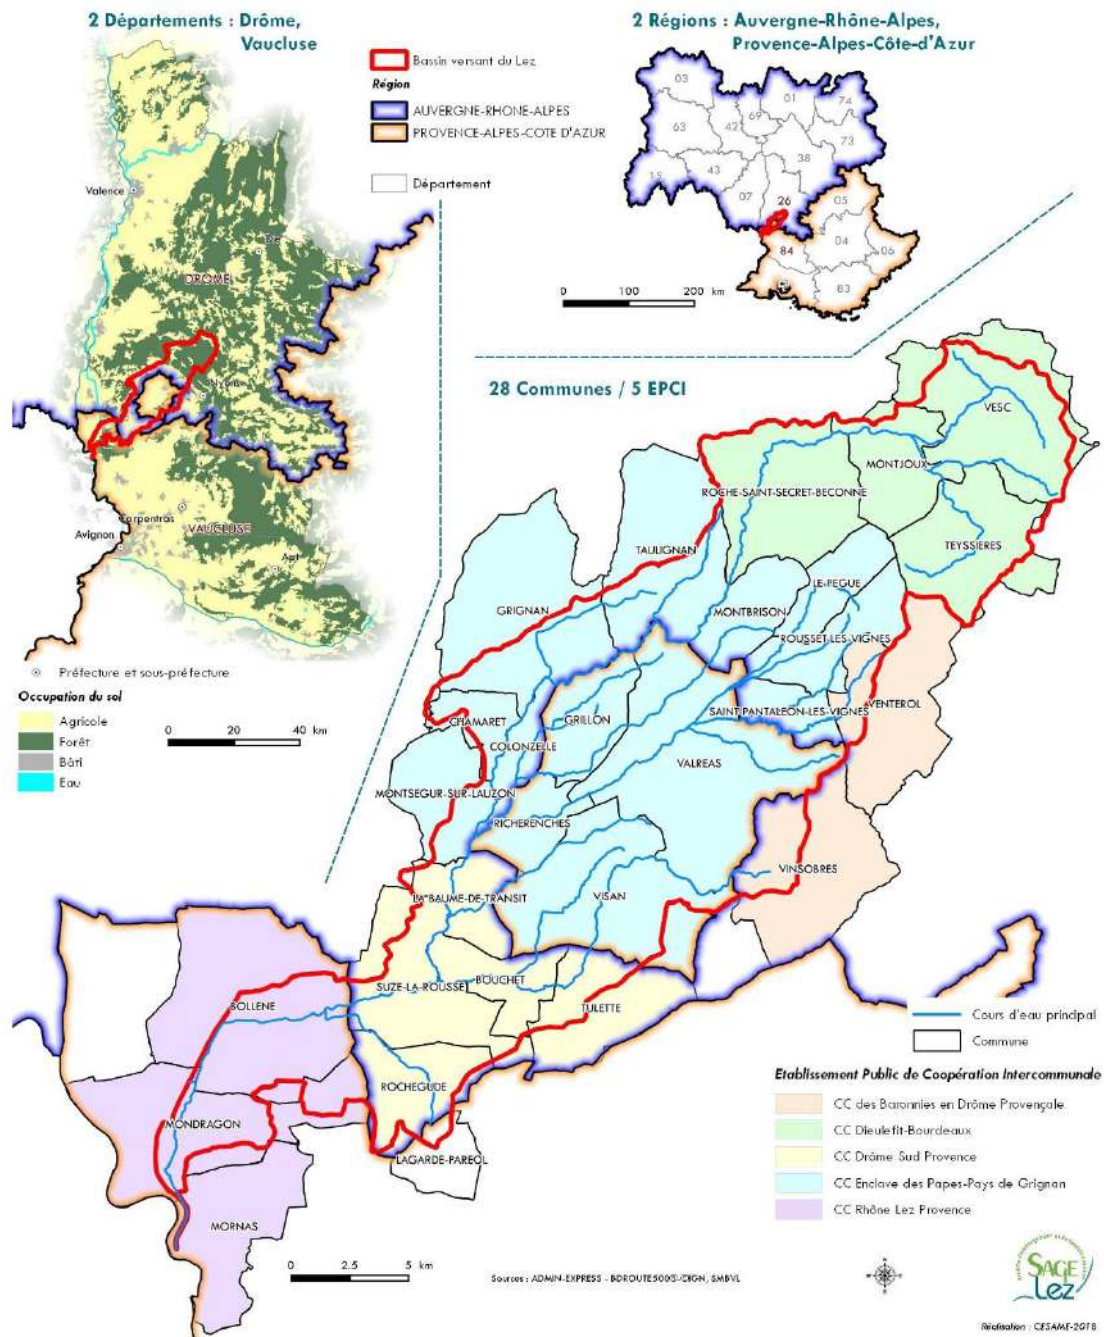 2 Départements : Drôme,
Vaucluse
2 Régions : Auvergne-Rhône-Alpes,
Provence-Alpes-Côte-d'Azur
Bassin versant du Lez
Région
AUVERGNE-RHONE-ALPES
PROVENCE-ALPES-COTE D'AZUR
Département
03
01
74
69
42
63
73
38
43
15
07
26
05
04
06
84
83
0 100 200 km
Valence
Die
DROME
Nyons
Carpentras
VAUCLUSE
Avignon
Apt
Préfecture et sous-préfecture
Occupation du sol
Agricole
Forêt
Bâti
Eau
0 20 40 km
28 Communes / 5 EPCI
VESC
MONTJOUX
ROCHE-SAINT-SECRET-BECONNE
TEYSSIERES
TAULIGNAN
LE-PEGUE
GRIGNAN
MONTBRISON
ROUSSET-LES-VIGNES
SAINT-PANTALEON-LES-VIGNES
VENTEROL
CHAMARET
GRILLON
COLONZELLE
VALREAS
MONTSEGUR-SUR-LAUZON
RICHERENCHES
VINSOBRES
LA-BAUME-DE-TRANSIT
VISAN
BOUCHET
SUZE-LA-ROUSSE
TULETTE
BOLLENE
ROCHEGUDE
MONDRAGON
LAGARDE-PAREOL
MORNAS
Cours d'eau principal
Commune
Etablissement Public de Coopération Intercommunale
CC des Baronnies en Drôme Provençale
CC Dieulefit-Bourdeaux
CC Drôme Sud Provence
CC Enclave des Papes-Pays de Grignan
CC Rhône Lez Provence
0 2.5 5 km
Sources : ADMIN-EXPRESS - BDROUTE500®-©IGN, SMBVL
SAGE
Lez
Réalisation : CESAME-2018